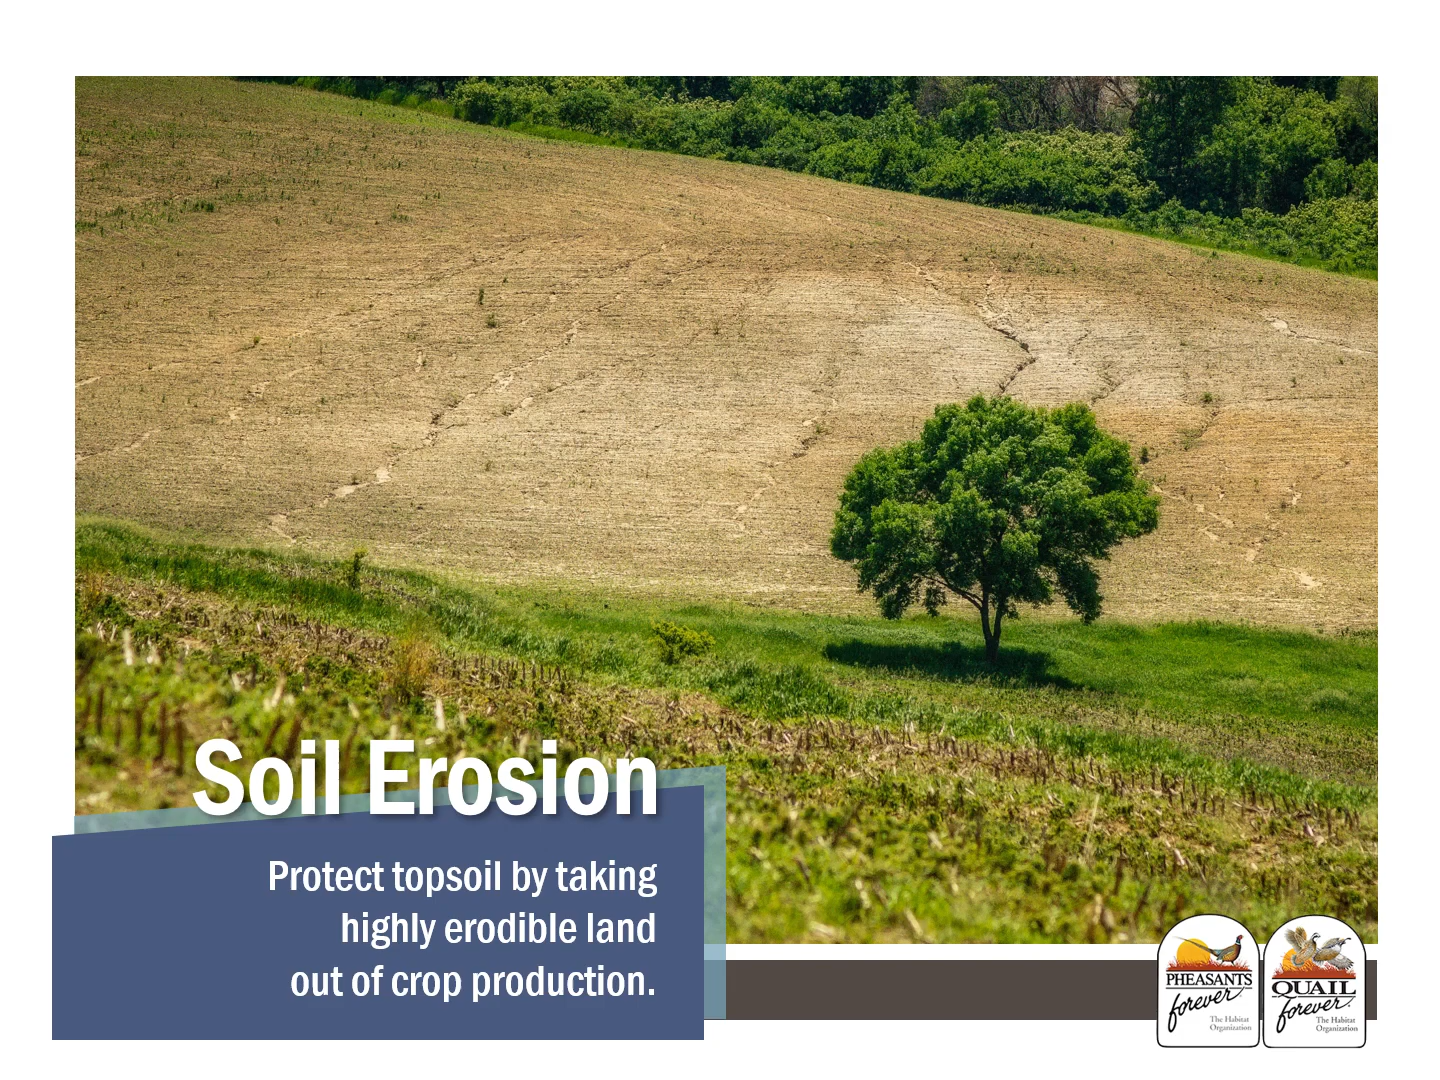 Soil Erosion
Protect topsoil by taking
highly erodible land
out of crop production.
PHEASANTS
forever
The Habitat
Organization
QUAIL
forever
The Habitat
Organization